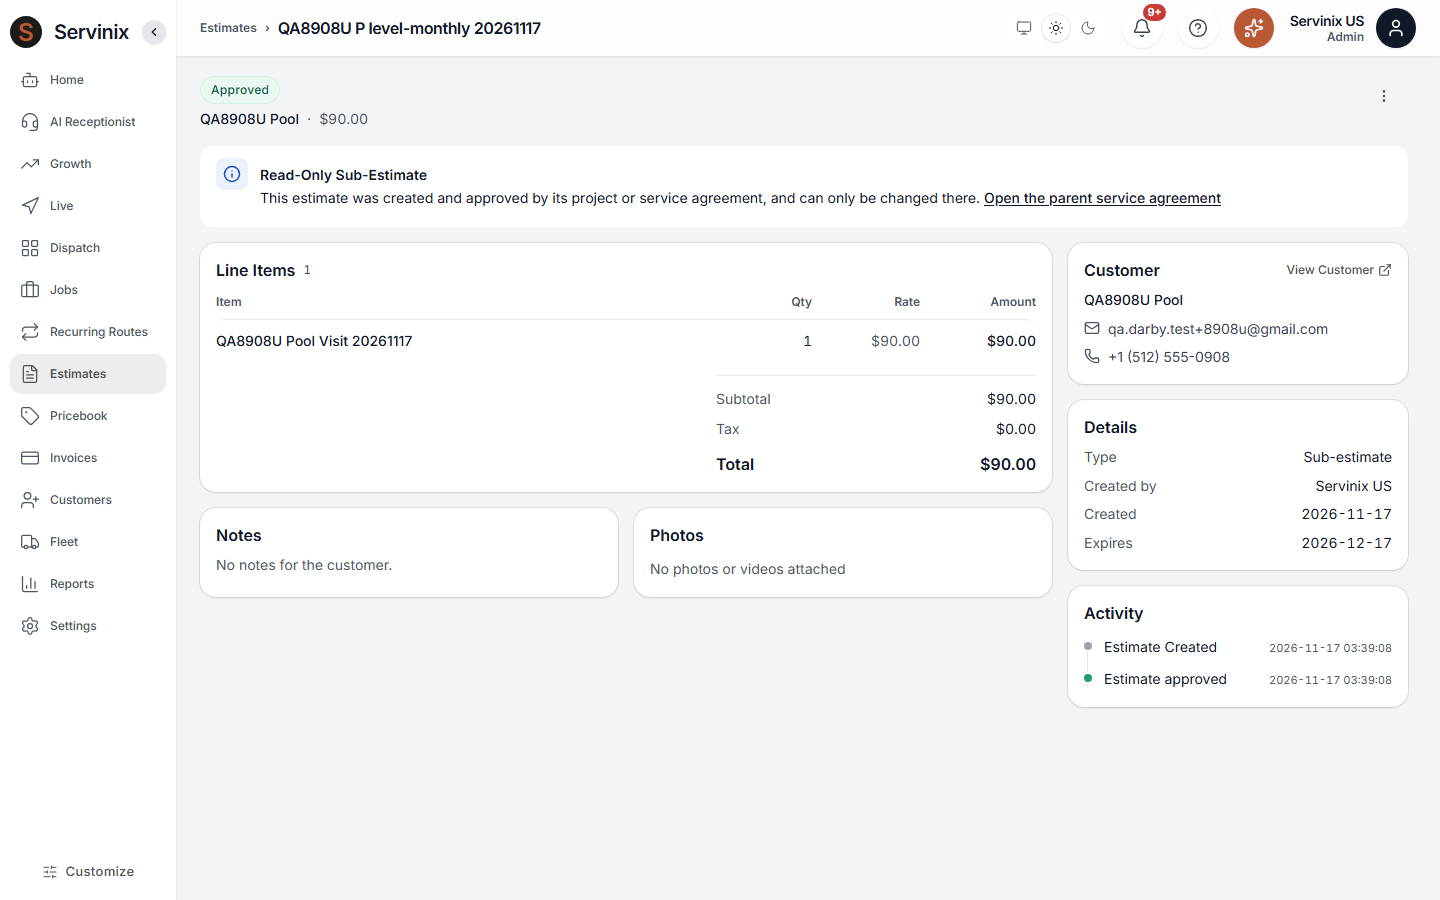 S Servinix
Home
AI Receptionist
Growth
Live
Dispatch
Jobs
Recurring Routes
Estimates
Pricebook
Invoices
Customers
Fleet
Reports
Settings
Customize
Estimates › QA8908U P level-monthly 20261117
9+
Servinix US
Admin
Approved
QA8908U Pool · $90.00
Read-Only Sub-Estimate
This estimate was created and approved by its project or service agreement, and can only be changed there. Open the parent service agreement
Line Items 1
Item Qty Rate Amount
QA8908U Pool Visit 20261117 1 $90.00 $90.00
Subtotal $90.00
Tax $0.00
Total $90.00
Notes
No notes for the customer.
Photos
No photos or videos attached
Customer View Customer
QA8908U Pool
qa.darby.test+8908u@gmail.com
+1 (512) 555-0908
Details
Type Sub-estimate
Created by Servinix US
Created 2026-11-17
Expires 2026-12-17
Activity
Estimate Created 2026-11-17 03:39:08
Estimate approved 2026-11-17 03:39:08